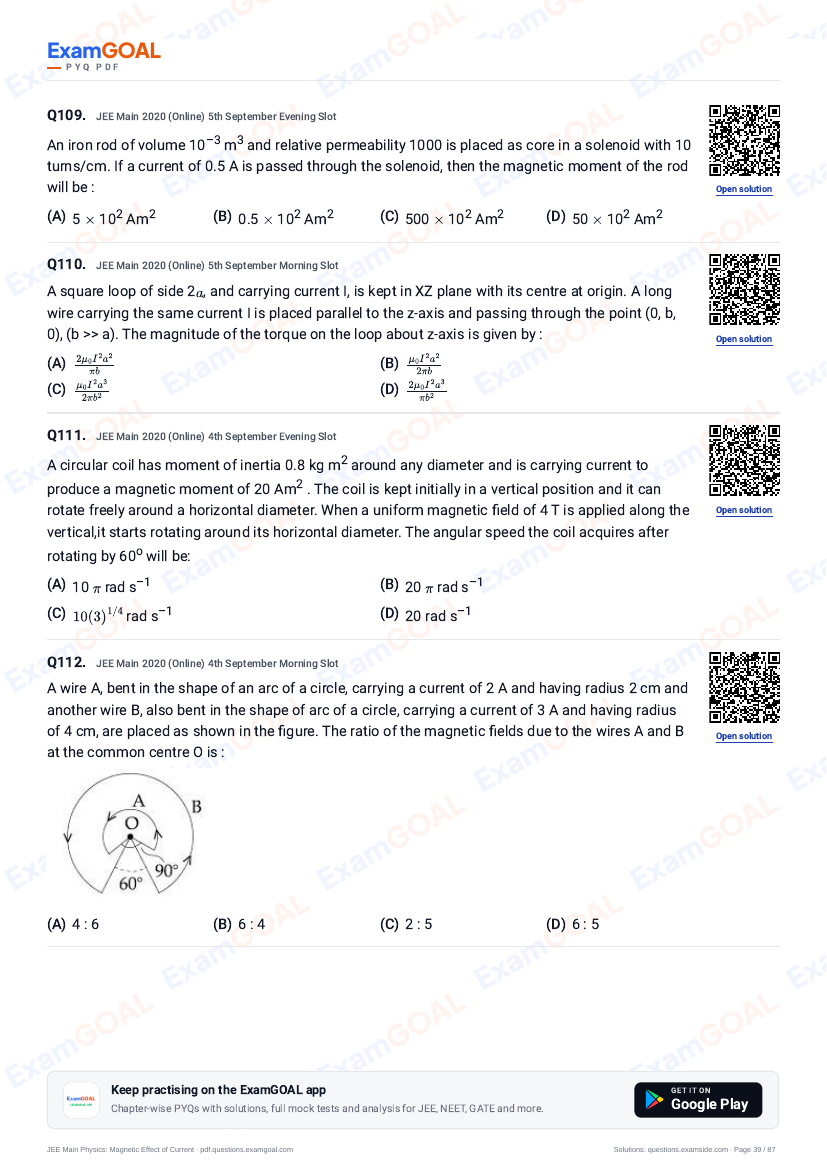 ExamGOAL
PYQ PDF
Q109. JEE Main 2020 (Online) 5th September Evening Slot
An iron rod of volume 10⁻³ m³ and relative permeability 1000 is placed as core in a solenoid with 10
turns/cm. If a current of 0.5 A is passed through the solenoid, then the magnetic moment of the rod
will be :
(A) 5 × 10² Am² (B) 0.5 × 10² Am² (C) 500 × 10² Am² (D) 50 × 10² Am²
Open solution
Q110. JEE Main 2020 (Online) 5th September Morning Slot
A square loop of side 2a, and carrying current I, is kept in XZ plane with its centre at origin. A long
wire carrying the same current I is placed parallel to the z-axis and passing through the point (0, b,
0), (b >> a). The magnitude of the torque on the loop about z-axis is given by :
(A) 2μ₀I²a²/πb (B) μ₀I²a²/2πb
(C) μ₀I²a³/2πb² (D) 2μ₀I²a³/πb²
Open solution
Q111. JEE Main 2020 (Online) 4th September Evening Slot
A circular coil has moment of inertia 0.8 kg m² around any diameter and is carrying current to
produce a magnetic moment of 20 Am² . The coil is kept initially in a vertical position and it can
rotate freely around a horizontal diameter. When a uniform magnetic field of 4 T is applied along the
vertical,it starts rotating around its horizontal diameter. The angular speed the coil acquires after
rotating by 60⁰ will be:
(A) 10 π rad s⁻¹ (B) 20 π rad s⁻¹
(C) 10(3)^1/4 rad s⁻¹ (D) 20 rad s⁻¹
Open solution
Q112. JEE Main 2020 (Online) 4th September Morning Slot
A wire A, bent in the shape of an arc of a circle, carrying a current of 2 A and having radius 2 cm and
another wire B, also bent in the shape of arc of a circle, carrying a current of 3 A and having radius
of 4 cm, are placed as shown in the figure. The ratio of the magnetic fields due to the wires A and B
at the common centre O is :
Open solution
A
B
O
90°
60°
(A) 4 : 6 (B) 6 : 4 (C) 2 : 5 (D) 6 : 5
ExamGOAL
Keep practising on the ExamGOAL app
Chapter-wise PYQs with solutions, full mock tests and analysis for JEE, NEET, GATE and more.
GET IT ON
Google Play
JEE Main Physics: Magnetic Effect of Current · pdf.questions.examgoal.com
Solutions: questions.examside.com · Page 39 / 87